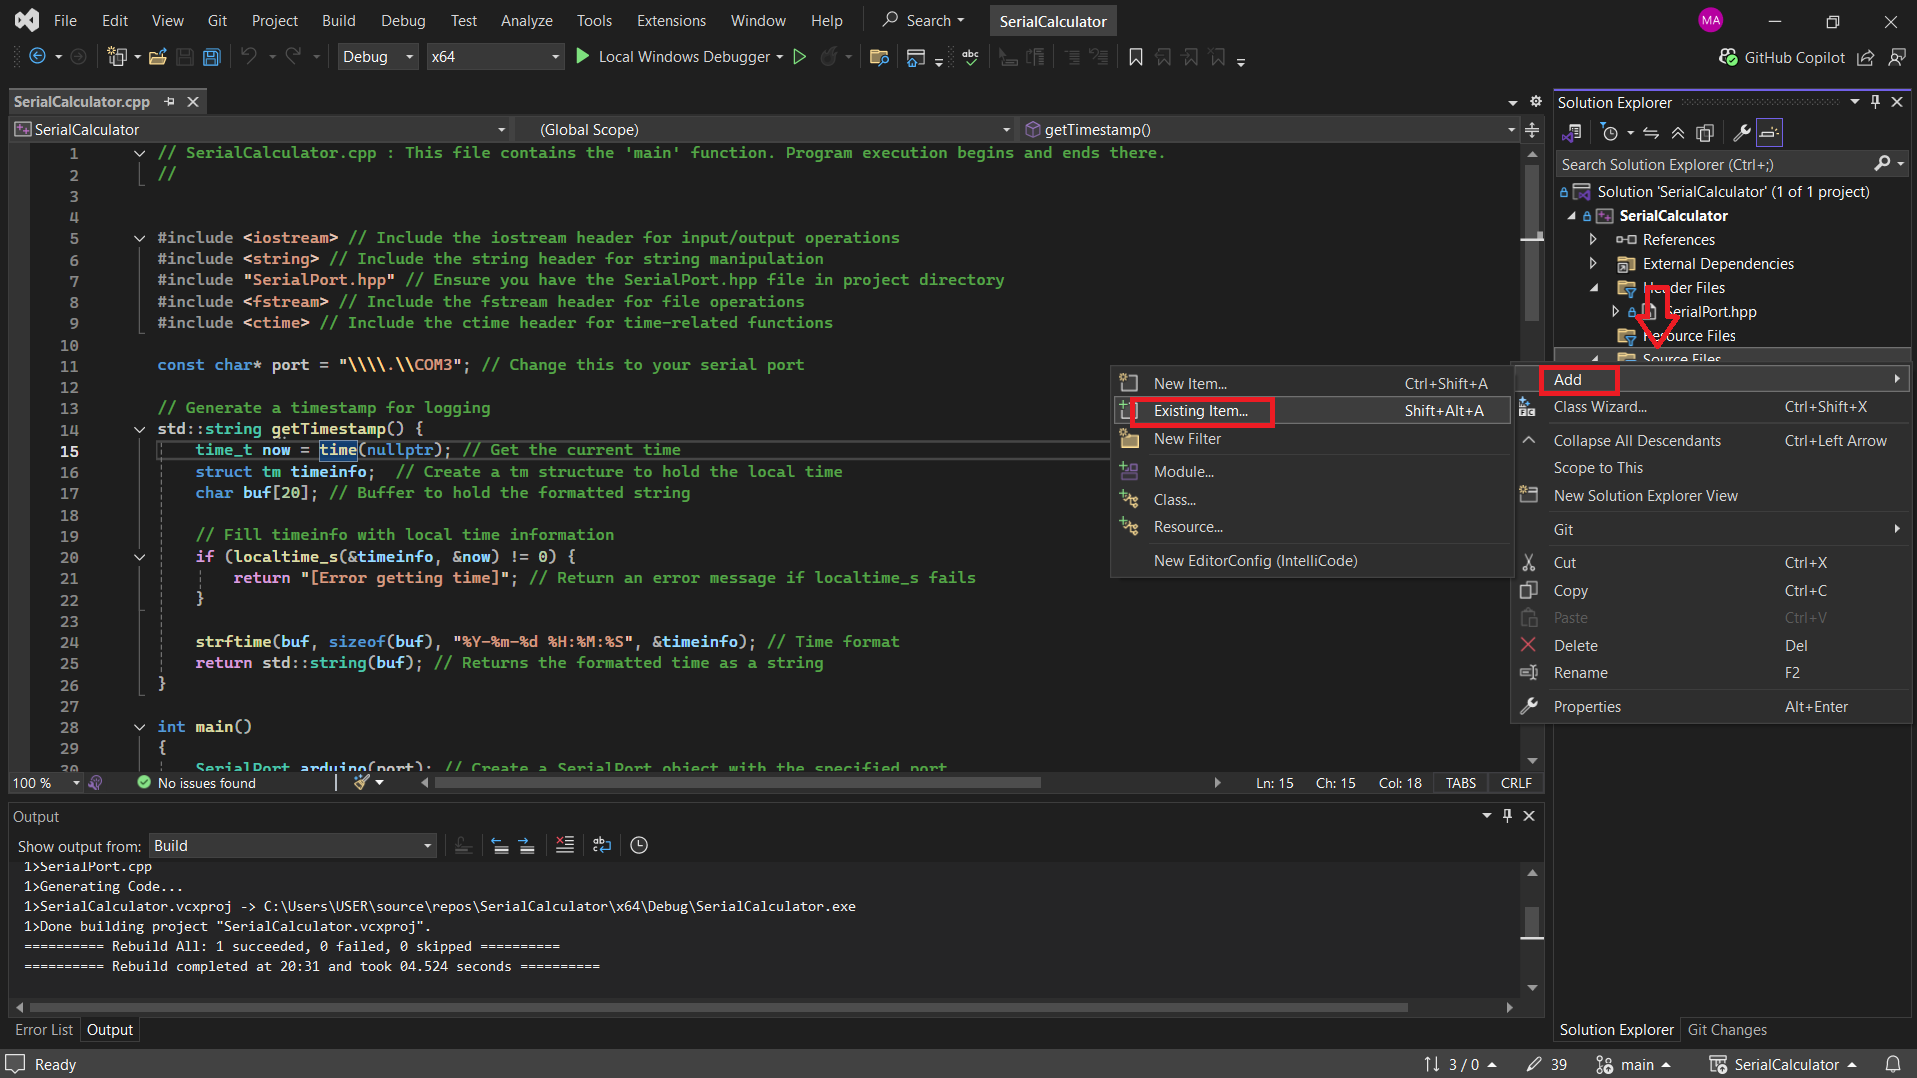 File Edit View Git Project Build Debug Test Analyze Tools Extensions Window Help Search SerialCalculator MA
Debug x64 Local Windows Debugger abc GitHub Copilot
SerialCalculator.cpp
SerialCalculator (Global Scope) getTimestamp()
1 // SerialCalculator.cpp : This file contains the 'main' function. Program execution begins and ends there.
2 //
3
4
5 #include <iostream> // Include the iostream header for input/output operations
6 #include <string> // Include the string header for string manipulation
7 #include "SerialPort.hpp" // Ensure you have the SerialPort.hpp file in project directory
8 #include <fstream> // Include the fstream header for file operations
9 #include <ctime> // Include the ctime header for time-related functions
10
11 const char* port = "\\\\.\\COM3"; // Change this to your serial port
12
13 // Generate a timestamp for logging
14 std::string getTimestamp() {
15 time_t now = time(nullptr); // Get the current time
16 struct tm timeinfo; // Create a tm structure to hold the local time
17 char buf[20]; // Buffer to hold the formatted string
18
19 // Fill timeinfo with local time information
20 if (localtime_s(&timeinfo, &now) != 0) {
21 return "[Error getting time]"; // Return an error message if localtime_s fails
22 }
23
24 strftime(buf, sizeof(buf), "%Y-%m-%d %H:%M:%S", &timeinfo); // Time format
25 return std::string(buf); // Returns the formatted time as a string
26 }
27
28 int main()
29 {
30 SerialPort arduino(port); // Create a SerialPort object with the specified port
100 % No issues found Ln: 15 Ch: 15 Col: 18 TABS CRLF
Solution Explorer
Search Solution Explorer (Ctrl+;)
Solution 'SerialCalculator' (1 of 1 project)
SerialCalculator
References
External Dependencies
Header Files
SerialPort.hpp
Resource Files
Source Files
New Item... Ctrl+Shift+A
Existing Item... Shift+Alt+A
New Filter
Module...
Class...
Resource...
New EditorConfig (IntelliCode)
Add
Class Wizard... Ctrl+Shift+X
Collapse All Descendants Ctrl+Left Arrow
Scope to This
New Solution Explorer View
Git
Cut Ctrl+X
Copy Ctrl+C
Paste Ctrl+V
Delete Del
Rename F2
Properties Alt+Enter
Output
Show output from: Build
1>SerialPort.cpp
1>Generating Code...
1>SerialCalculator.vcxproj -> C:\Users\USER\source\repos\SerialCalculator\x64\Debug\SerialCalculator.exe
1>Done building project "SerialCalculator.vcxproj".
========== Rebuild All: 1 succeeded, 0 failed, 0 skipped ==========
========== Rebuild completed at 20:31 and took 04.524 seconds ==========
Error List Output
Solution Explorer Git Changes
Ready 3 / 0 39 main SerialCalculator